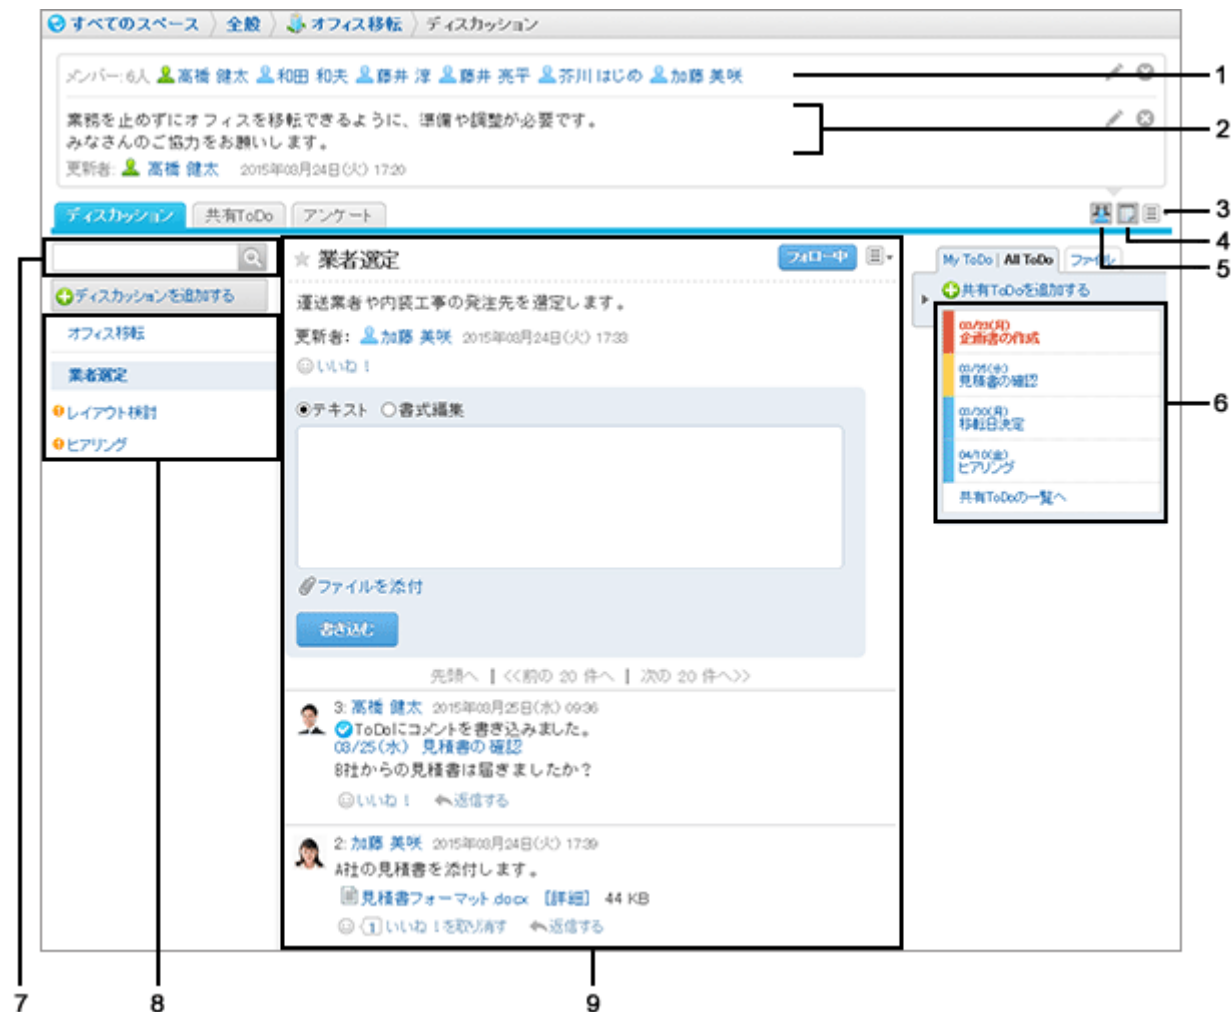 すべてのスペース 全般 オフィス移転 ディスカッション
メンバー: 6人 高橋 健太 和田 和夫 藤井 淳 藤井 亮平 芥川 はじめ 加藤 美咲
1
業務を止めずにオフィスを移転できるように、準備や調整が必要です。
みなさんのご協力をお願いします。
2
更新者: 高橋 健太 2015年03月24日(火) 17:20
ディスカッション 共有ToDo アンケート
3
4
5
業者選定 フォロー中
My ToDo | All ToDo ファイル
ディスカッションを追加する
共有ToDoを追加する
運送業者や内装工事の発注先を選定します。
更新者: 加藤 美咲 2015年03月24日(火) 17:33
いいね!
オフィス移転
業者選定
レイアウト検討
ヒアリング
03/23(月)
企画書の作成
03/25(水)
見積書の確認
03/30(月)
移転日決定
04/10(金)
ヒアリング
共有ToDoの一覧へ
6
テキスト 書式編集
ファイルを添付
書き込む
先頭へ | <<前の 20 件へ | 次の 20 件へ>>
3: 高橋 健太 2015年03月25日(水) 09:36
ToDoにコメントを書き込みました。
03/25(水) 見積書の確認
B社からの見積書は届きましたか?
いいね! 返信する
2: 加藤 美咲 2015年03月24日(火) 17:39
A社の見積書を添付します。
見積書フォーマット.docx [詳細] 44 KB
1 いいね!を取り消す 返信する
7 8 9